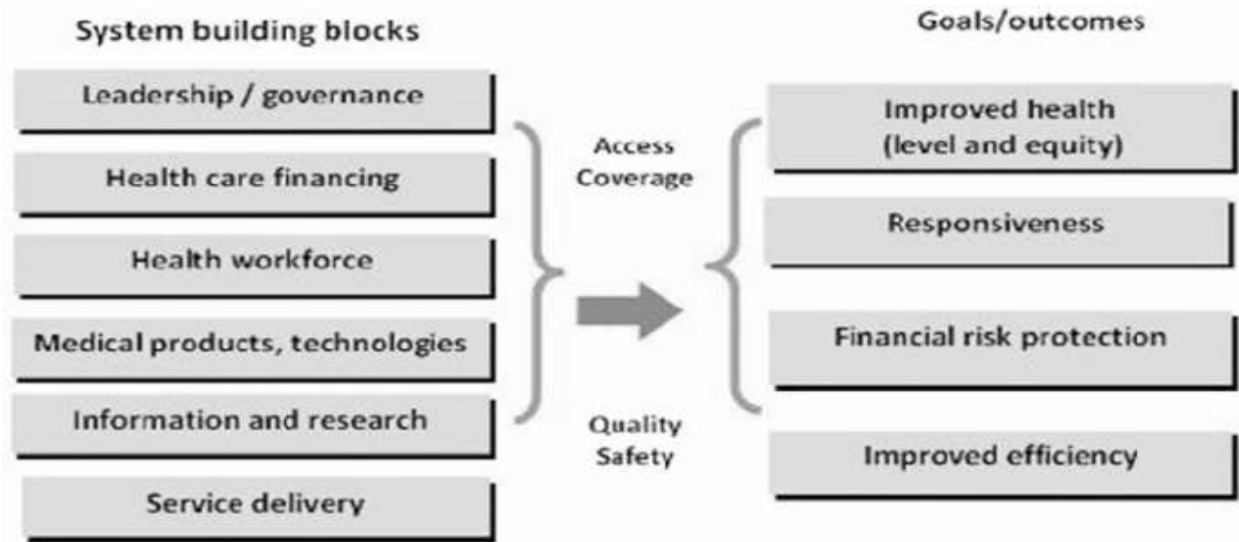 System building blocks
Leadership / governance
Health care financing
Health workforce
Medical products, technologies
Information and research
Service delivery
Access
Coverage
Quality
Safety
Goals/outcomes
Improved health
(level and equity)
Responsiveness
Financial risk protection
Improved efficiency